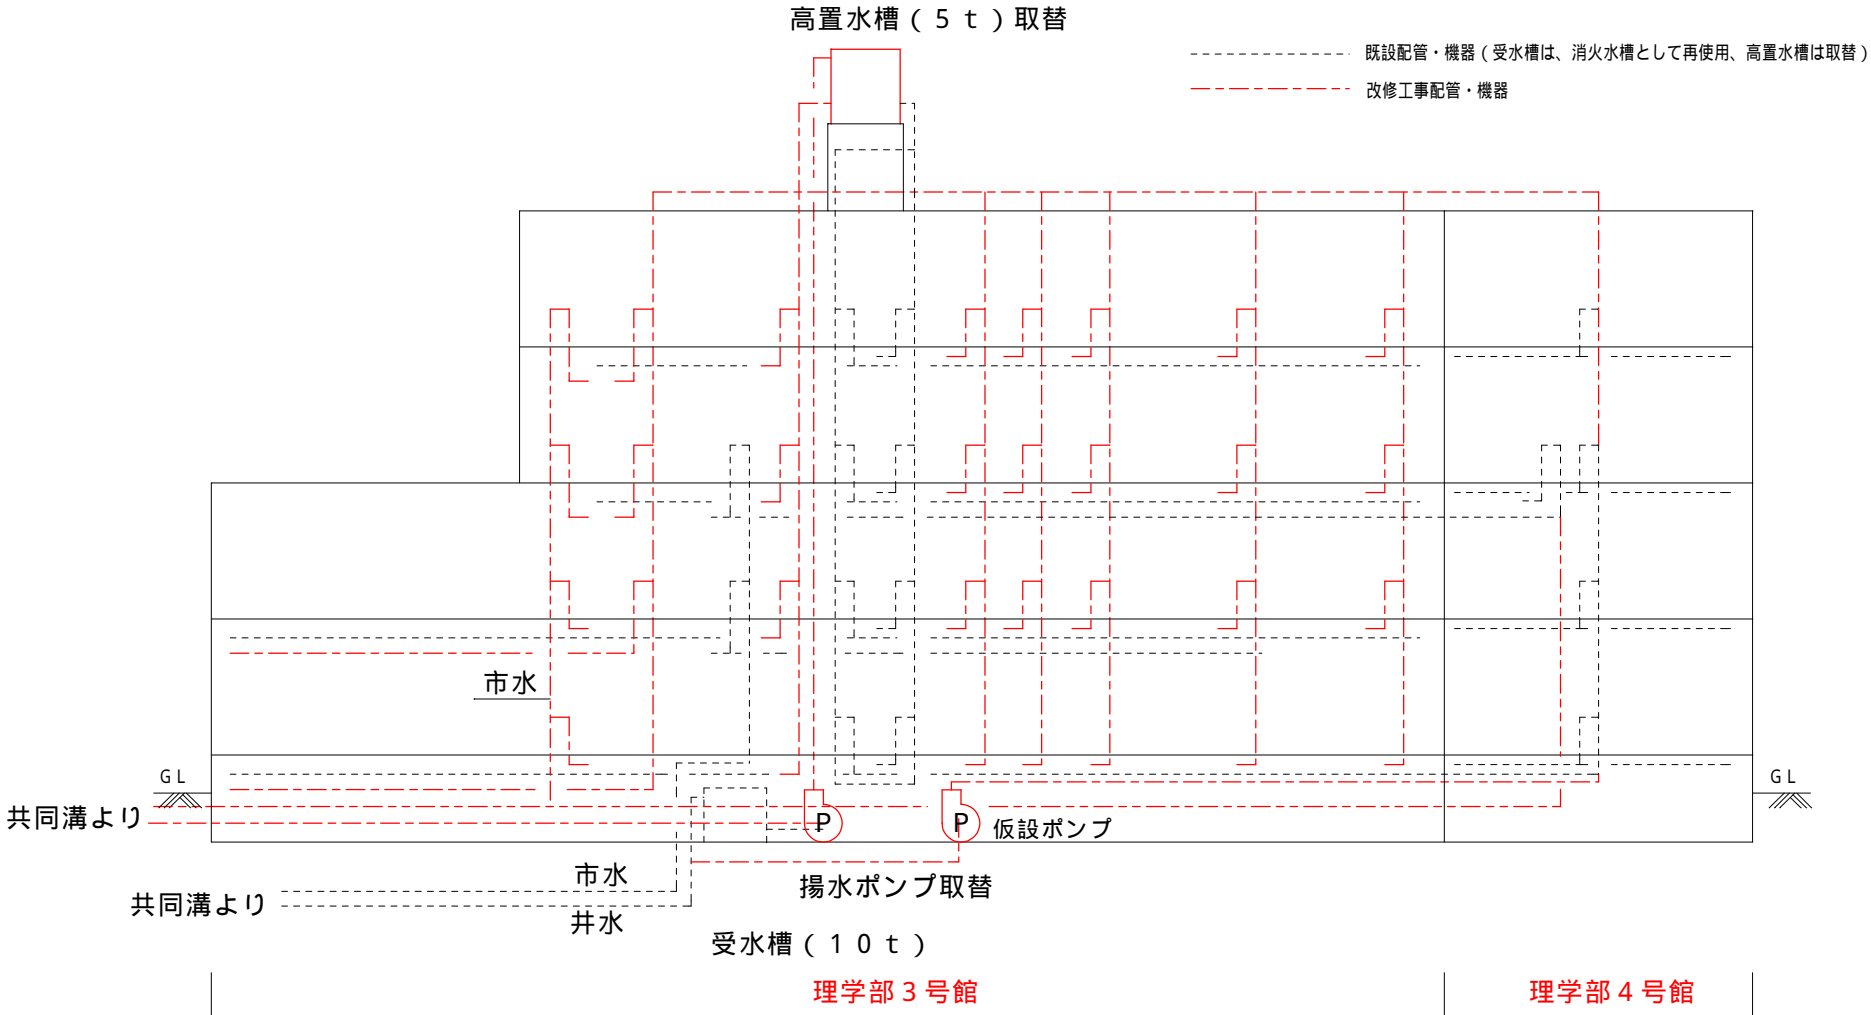 高置水槽（５ｔ）取替
既設配管・機器（受水槽は、消火水槽として再使用、高置水槽は取替）
改修工事配管・機器
市水
ＧＬ
ＧＬ
共同溝より
P
P
仮設ポンプ
市水
揚水ポンプ取替
共同溝より
井水
受水槽（１０ｔ）
理学部３号館
理学部４号館